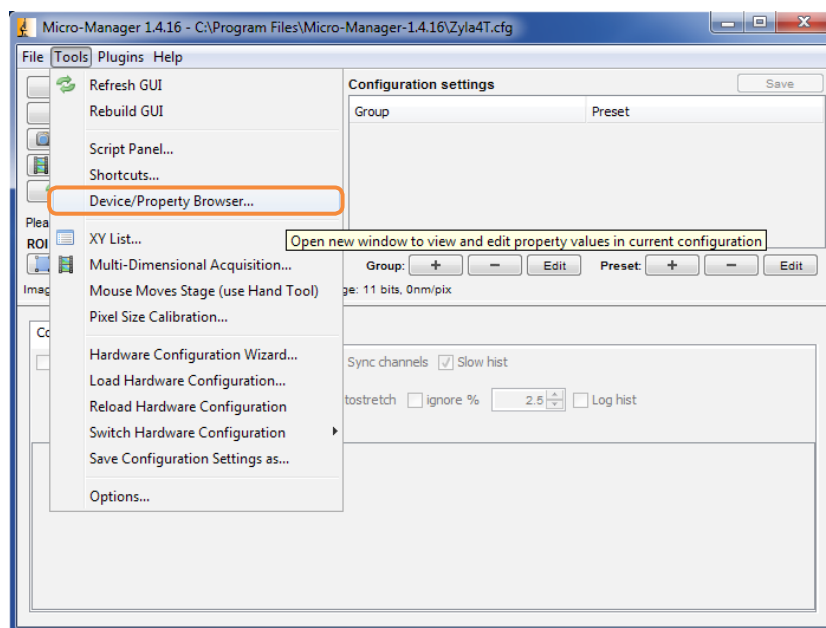 Micro-Manager 1.4.16 - C:\Program Files\Micro-Manager-1.4.16\Zyla4T.cfg
File Tools Plugins Help
Refresh GUI
Rebuild GUI
Script Panel...
Shortcuts...
Device/Property Browser...
XY List...
Multi-Dimensional Acquisition...
Mouse Moves Stage (use Hand Tool)
Pixel Size Calibration...
Hardware Configuration Wizard...
Load Hardware Configuration...
Reload Hardware Configuration
Switch Hardware Configuration
Save Configuration Settings as...
Options...
Configuration settings Save
Group Preset
Open new window to view and edit property values in current configuration
Group: + − Edit Preset: + − Edit
ROI
11 bits, 0nm/pix
Sync channels Slow hist
ignore % 2.5 Log hist